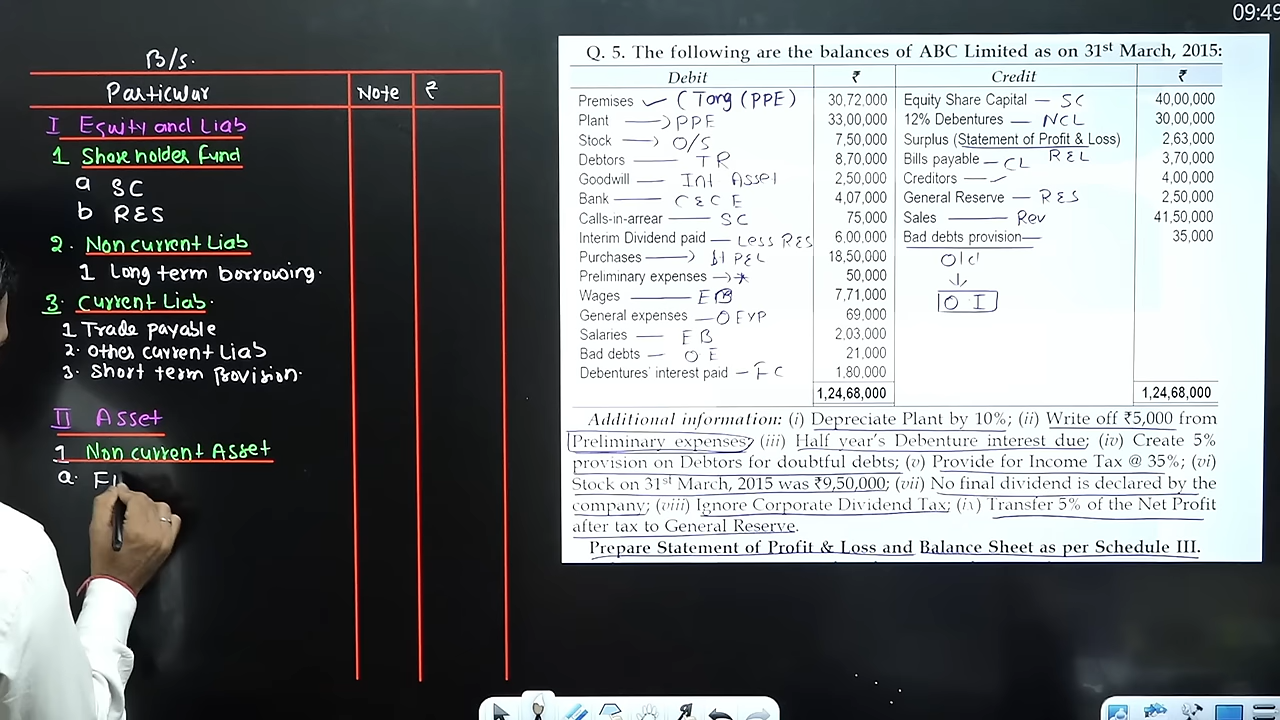 09:49
B/S.
Particular Note ₹
I Equity and Liab
1 Shareholder Fund
a SC
b R&S
2. Non current Liab
1 Long term borrowing.
3. Current Liab.
1 Trade payable
2. Other current Liab
3. Short term Provision.
II Asset
1 Non current Asset
a. FI
Q. 5. The following are the balances of ABC Limited as on 31st March, 2015:
Debit ₹ Credit ₹
Premises (Tang (PPE) 30,72,000 Equity Share Capital — SC 40,00,000
Plant → PPE 33,00,000 12% Debentures — NCL 30,00,000
Stock → O/S 7,50,000 Surplus (Statement of Profit & Loss) 2,63,000
Debtors — TR 8,70,000 Bills payable — CL R&L 3,70,000
Goodwill — Int Asset 2,50,000 Creditors — 4,00,000
Bank — C&CE 4,07,000 General Reserve — R&S 2,50,000
Calls-in-arrear — SC 75,000 Sales — Rev 41,50,000
Interim Dividend paid — Less R&S 6,00,000 Bad debts provision — 35,000
Purchases → P&L 18,50,000 Old
Preliminary expenses → * 50,000 ↓
Wages — EB 7,71,000 O I
General expenses — O EXP 69,000
Salaries — EB 2,03,000
Bad debts — OE 21,000
Debentures' interest paid — FC 1,80,000
1,24,68,000 1,24,68,000
Additional information: (i) Depreciate Plant by 10%; (ii) Write off ₹5,000 from
Preliminary expenses; (iii) Half year's Debenture interest due; (iv) Create 5%
provision on Debtors for doubtful debts; (v) Provide for Income Tax @ 35%; (vi)
Stock on 31st March, 2015 was ₹9,50,000; (vii) No final dividend is declared by the
company; (viii) Ignore Corporate Dividend Tax; (ix) Transfer 5% of the Net Profit
after tax to General Reserve.
Prepare Statement of Profit & Loss and Balance Sheet as per Schedule III.